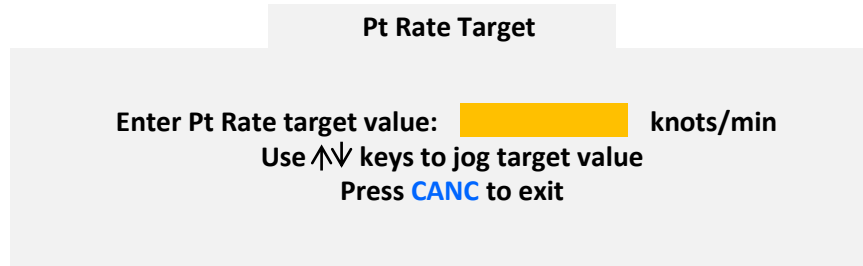 Pt Rate Target
Enter Pt Rate target value: knots/min
Use ↑↓ keys to jog target value
Press CANC to exit